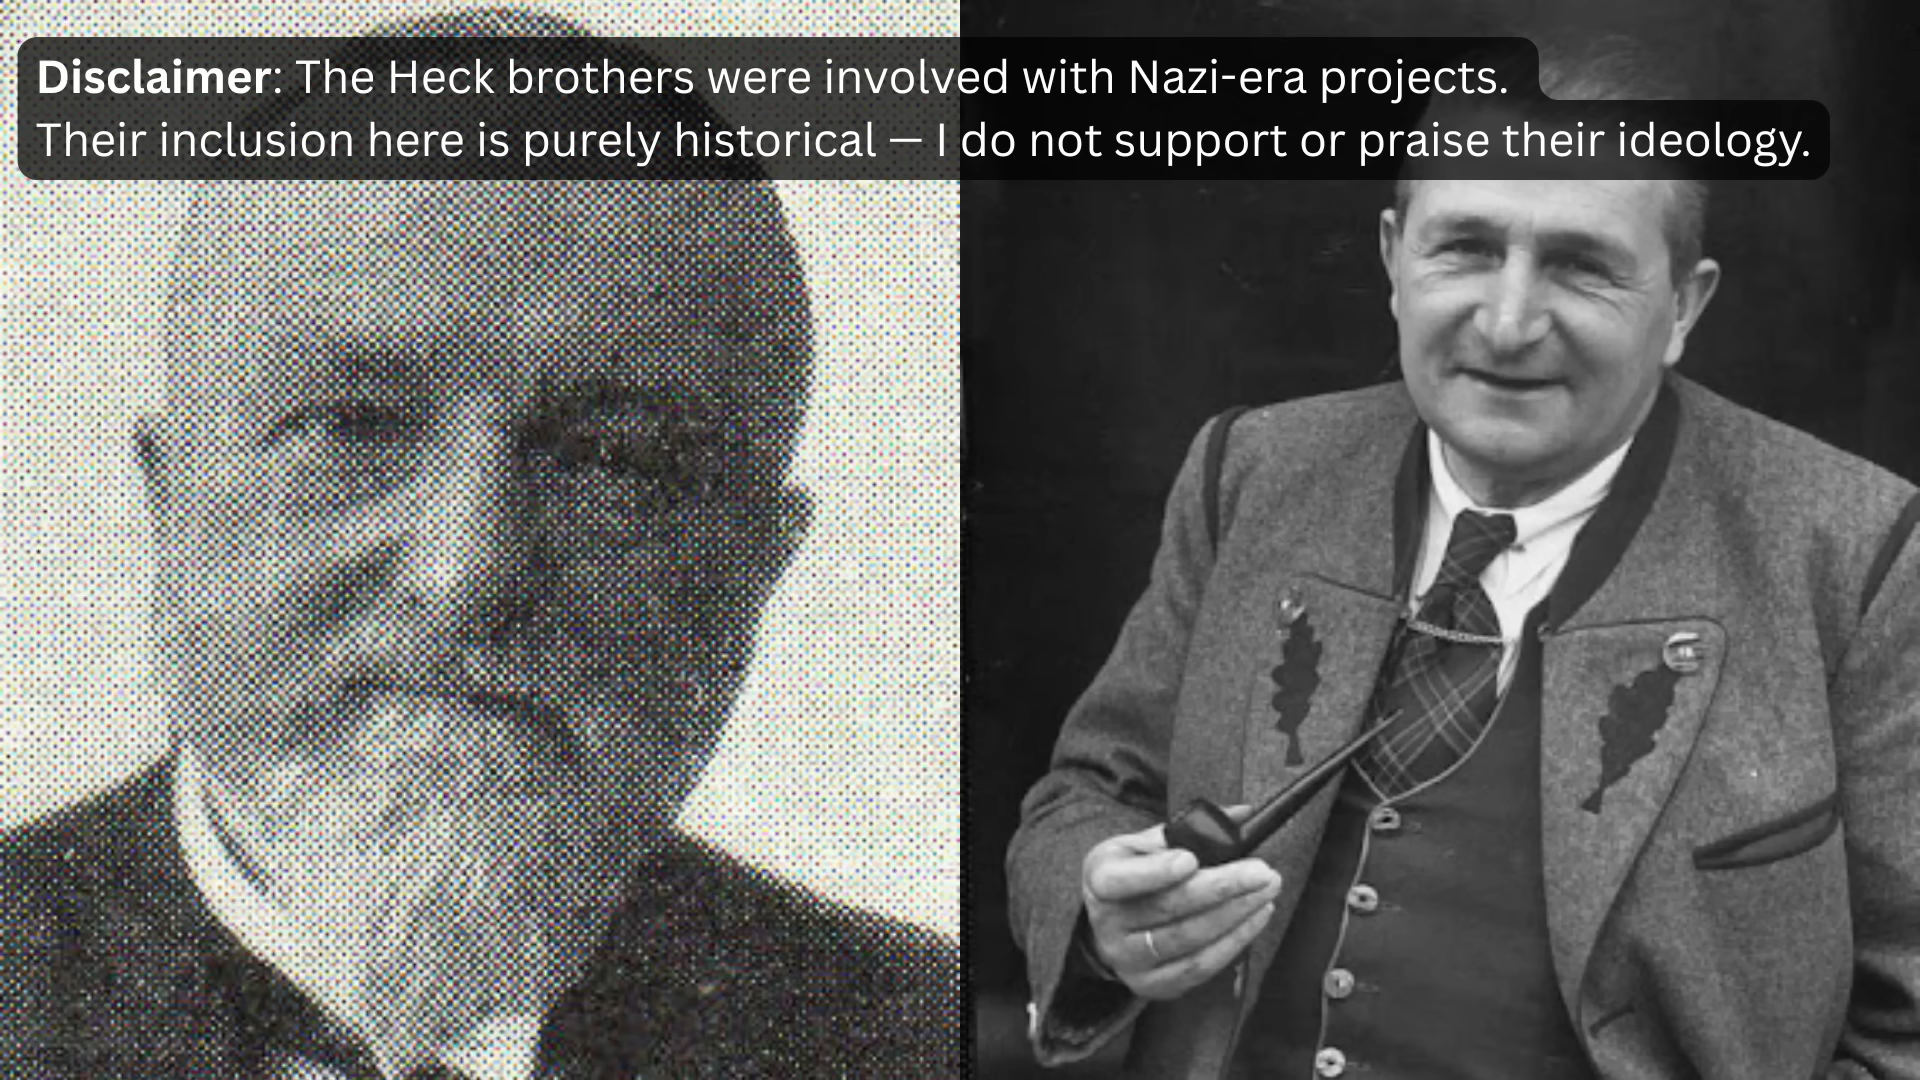 Disclaimer: The Heck brothers were involved with Nazi-era projects.
Their inclusion here is purely historical — I do not support or praise their ideology.